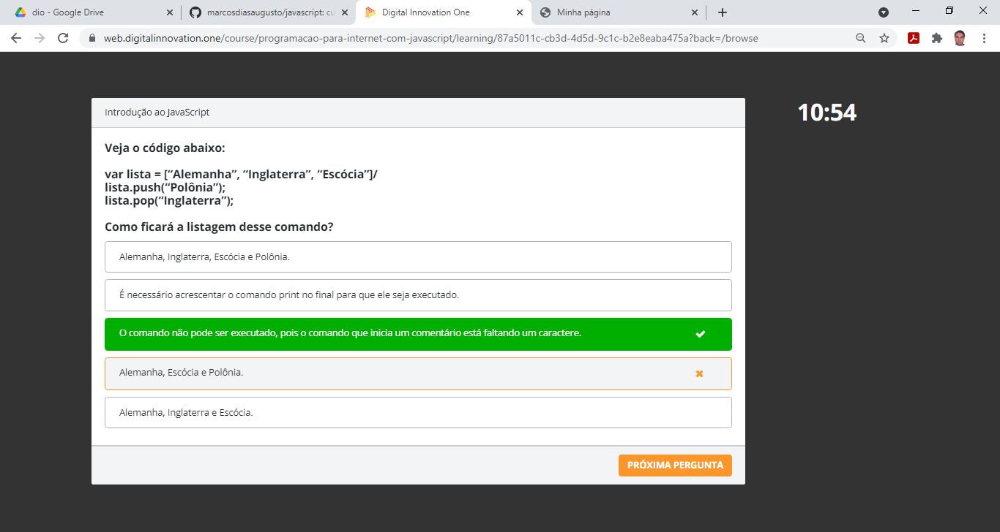 dio - Google Drive
marcosdiasaugusto/javascript: cu
Digital Innovation One
Minha página
web.digitalinnovation.one/course/programacao-para-internet-com-javascript/learning/87a5011c-cb3d-4d5d-9c1c-b2e8eaba475a?back=/browse
Introdução ao JavaScript
10:54
Veja o código abaixo:
var lista = [“Alemanha”, “Inglaterra”, “Escócia”]/
lista.push(“Polônia”);
lista.pop(“Inglaterra”);
Como ficará a listagem desse comando?
Alemanha, Inglaterra, Escócia e Polônia.
É necessário acrescentar o comando print no final para que ele seja executado.
O comando não pode ser executado, pois o comando que inicia um comentário está faltando um caractere.
Alemanha, Escócia e Polônia.
Alemanha, Inglaterra e Escócia.
PRÓXIMA PERGUNTA